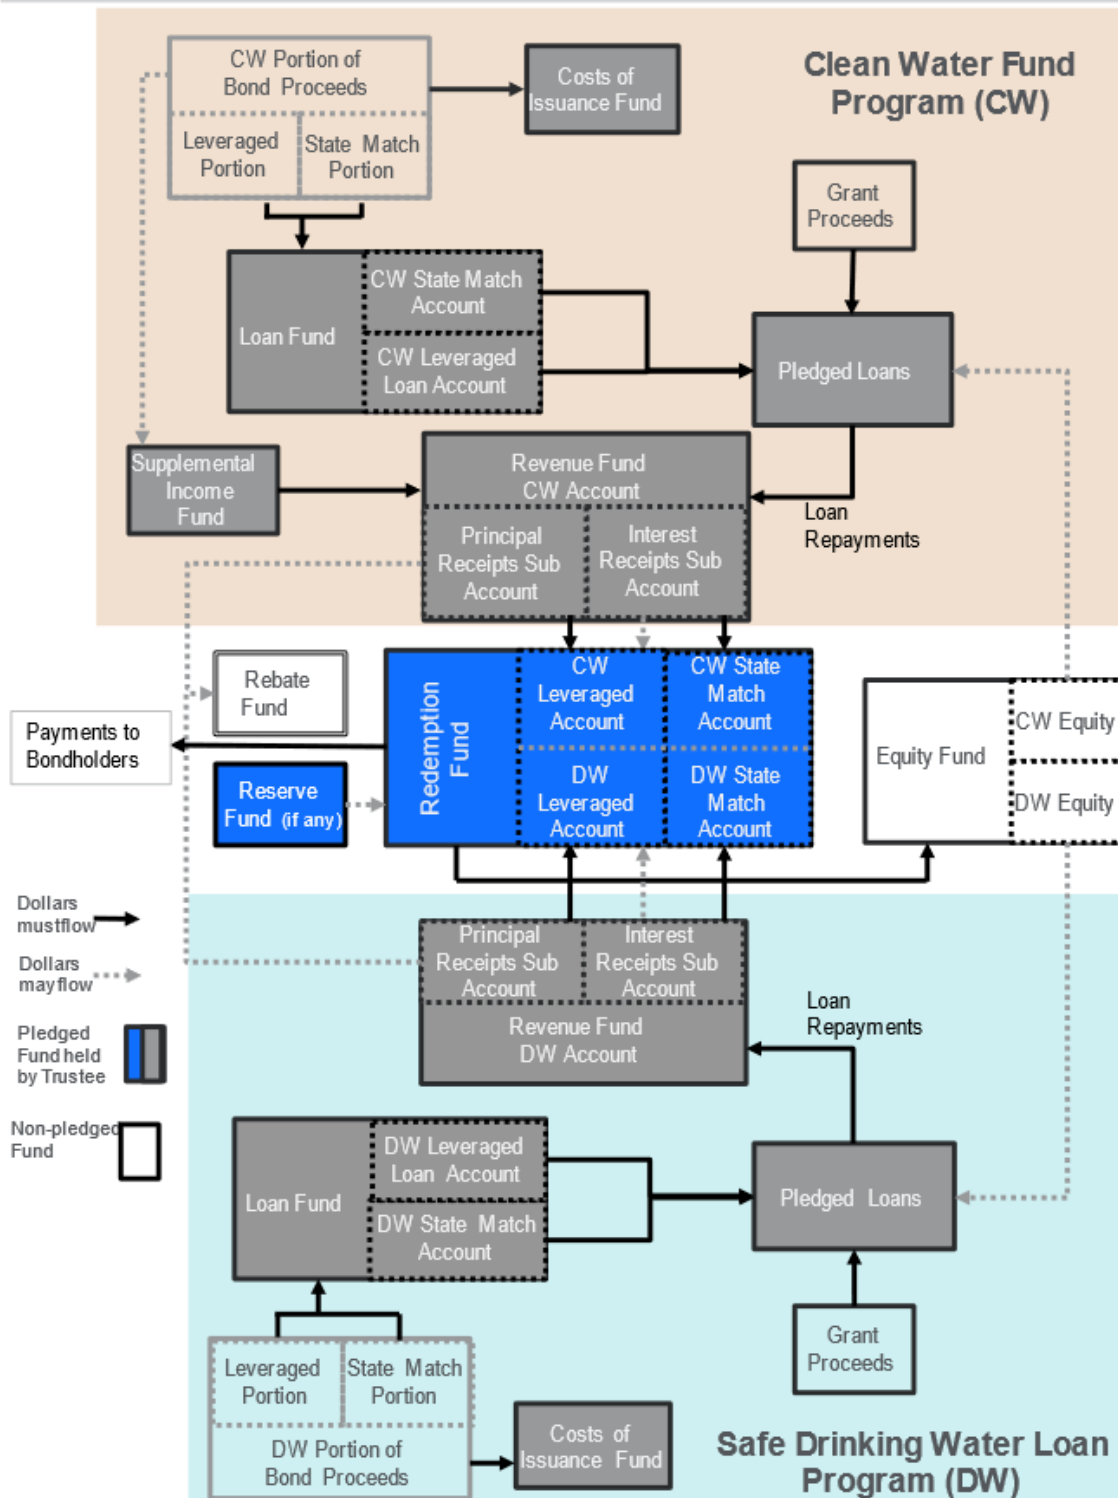 CW Portion of
Bond Proceeds
Leveraged
Portion
State Match
Portion
Costs of
Issuance Fund
Clean Water Fund
Program (CW)
Grant
Proceeds
Loan Fund
CW State Match
Account
CW Leveraged
Loan Account
Pledged Loans
Supplemental
Income
Fund
Revenue Fund
CW Account
Principal
Receipts Sub
Account
Interest
Receipts Sub
Account
Loan
Repayments
Rebate
Fund
Payments to
Bondholders
Reserve
Fund (if any)
Redemption
Fund
CW
Leveraged
Account
CW State
Match
Account
DW
Leveraged
Account
DW State
Match
Account
Equity Fund
CW Equity
DW Equity
Dollars
mustflow
Dollars
mayflow
Pledged
Fund held
by Trustee
Non-pledged
Fund
Principal
Receipts Sub
Account
Interest
Receipts Sub
Account
Revenue Fund
DW Account
Loan
Repayments
Loan Fund
DW Leveraged
Loan Account
DW State Match
Account
Pledged Loans
Grant
Proceeds
Leveraged
Portion
State Match
Portion
DW Portion of
Bond Proceeds
Costs of
Issuance Fund
Safe Drinking Water Loan
Program (DW)